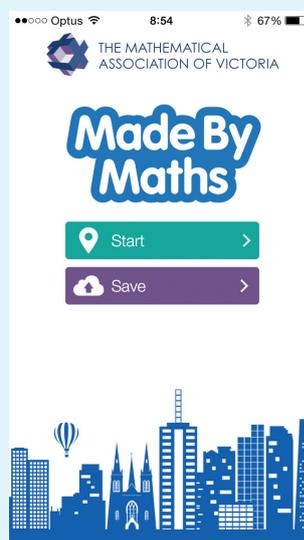 Optus 8:54 67%
THE MATHEMATICAL
ASSOCIATION OF VICTORIA
Made By
Maths
Start
Save